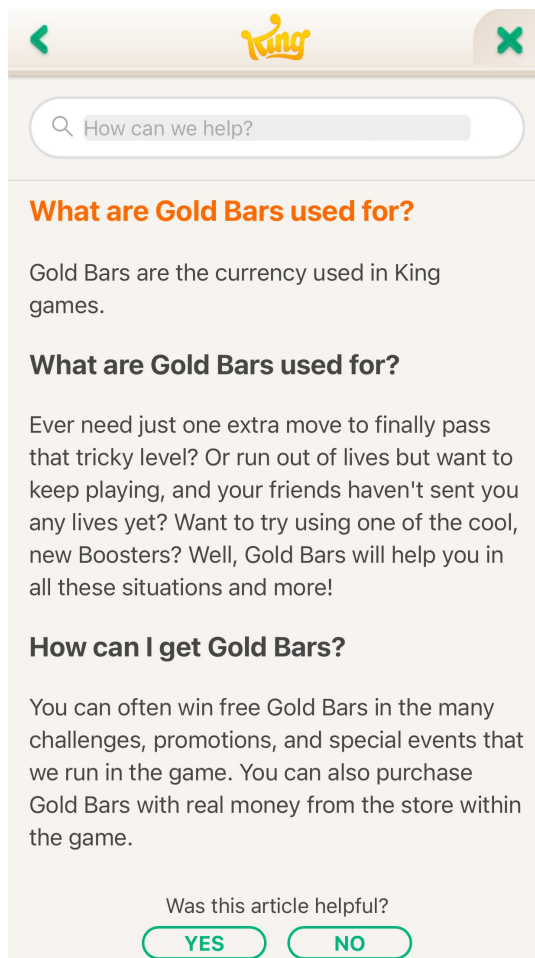 King
How can we help?
What are Gold Bars used for?
Gold Bars are the currency used in King
games.
What are Gold Bars used for?
Ever need just one extra move to finally pass
that tricky level? Or run out of lives but want to
keep playing, and your friends haven't sent you
any lives yet? Want to try using one of the cool,
new Boosters? Well, Gold Bars will help you in
all these situations and more!
How can I get Gold Bars?
You can often win free Gold Bars in the many
challenges, promotions, and special events that
we run in the game. You can also purchase
Gold Bars with real money from the store within
the game.
Was this article helpful?
YES NO